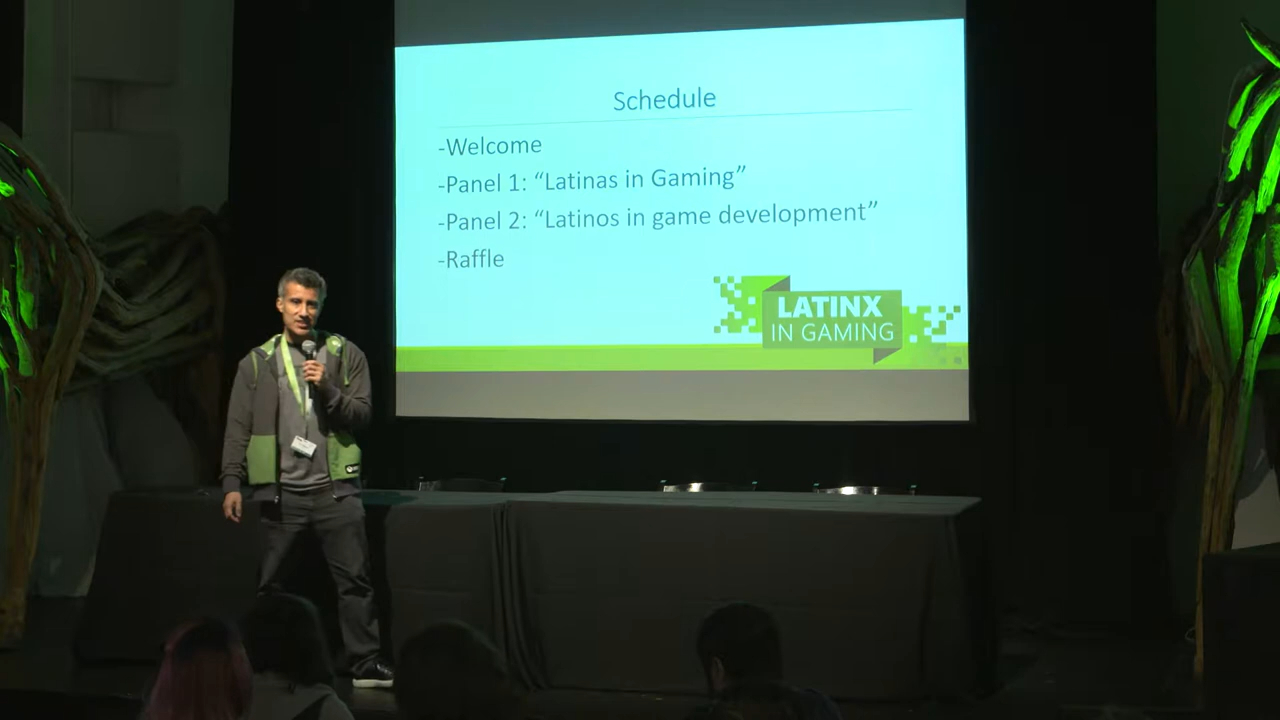 Schedule
-Welcome
-Panel 1: “Latinas in Gaming”
-Panel 2: “Latinos in game development”
-Raffle
LATINX
IN GAMING